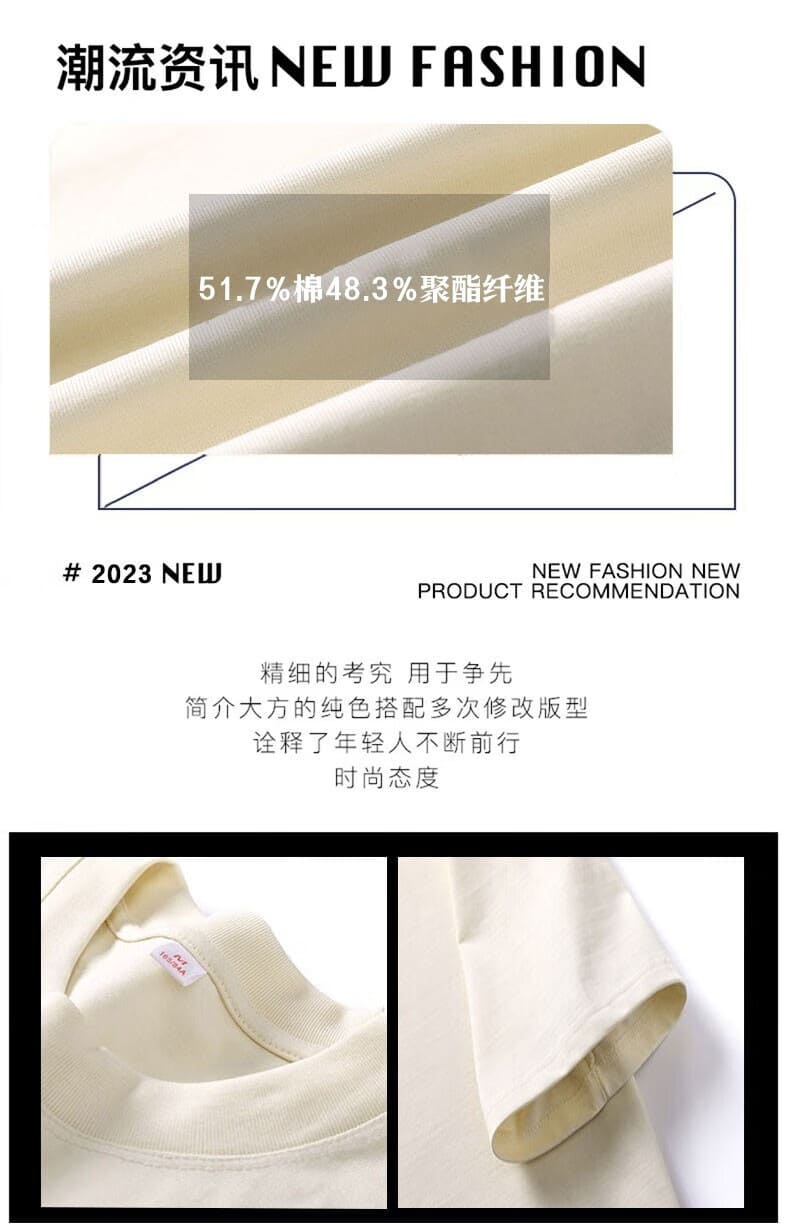 潮流资讯NEW FASHION
51.7%棉48.3%聚酯纤维
# 2023 NEW
NEW FASHION NEW
PRODUCT RECOMMENDATION
精细的考究 用于争先
简介大方的纯色搭配多次修改版型
诠释了年轻人不断前行
时尚态度
M
165/84A